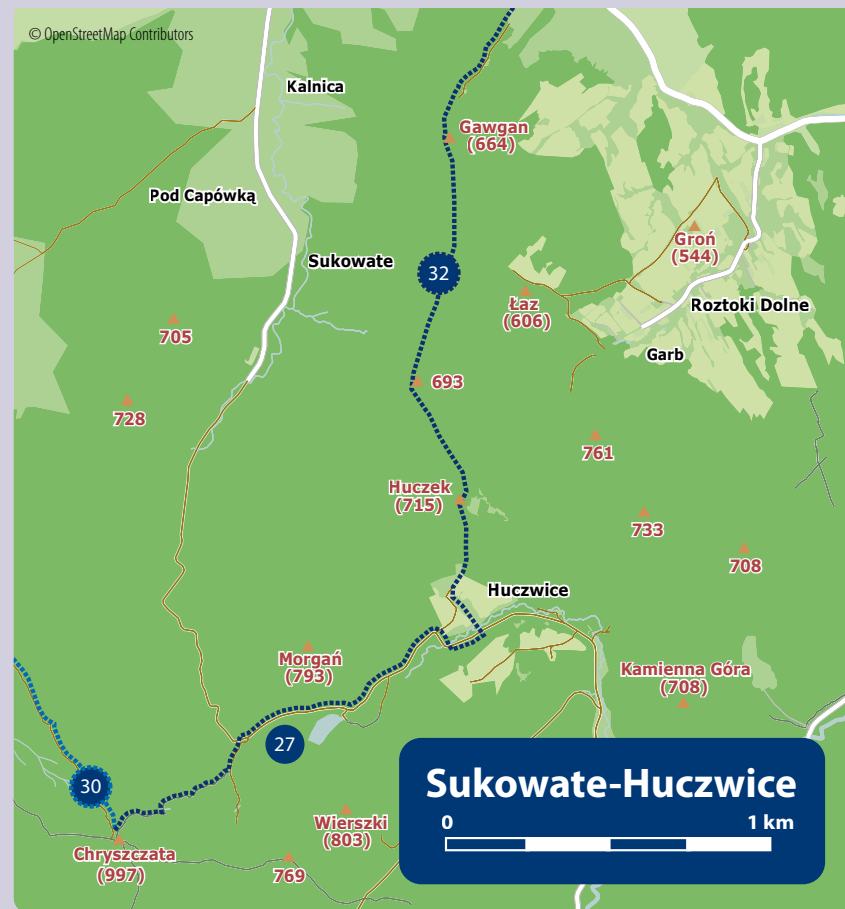 © OpenStreetMap Contributors
Kalnica
Gawgan
(664)
Pod Capówką
Groń
(544)
Sukowate
32
Łaz
(606)
Roztoki Dolne
705
Garb
693
728
761
Huczek
(715)
733
708
Huczwice
Morgań
(793)
Kamienna Góra
(708)
27
30
Sukowate-Huczwice
0 1 km
Wierszki
(803)
Chryszczata
(997)
769